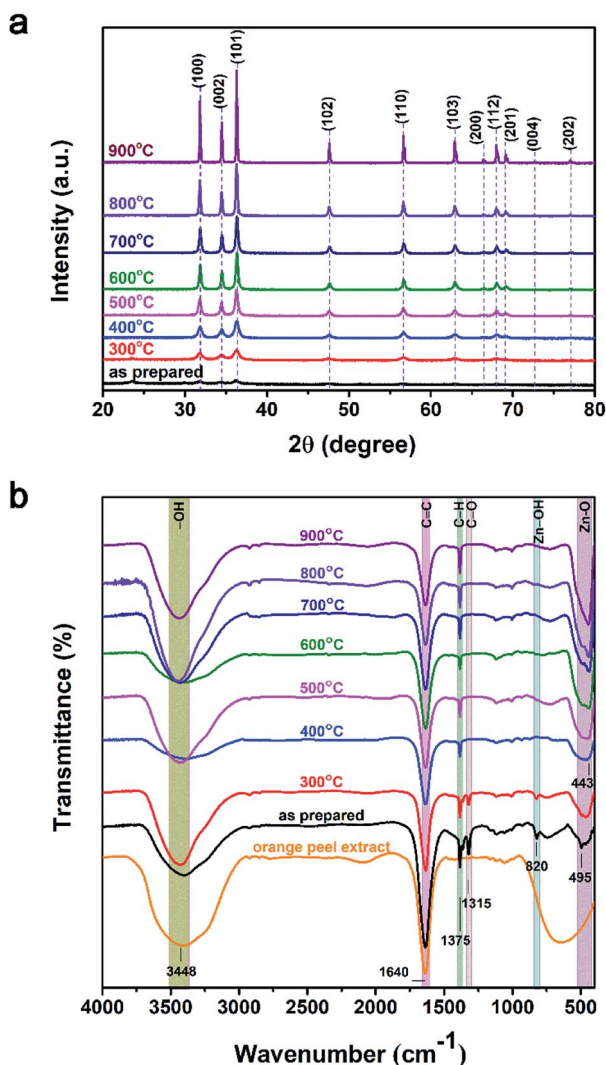 a
(100)
(002)
(101)
(102)
(110)
(103)
(200)
(112)
(201)
(004)
(202)
900°C
800°C
700°C
600°C
500°C
400°C
300°C
as prepared
Intensity (a.u.)
20 30 40 50 60 70 80
2θ (degree)
b
–OH
C=C
C–H
C–O
Zn–OH
Zn-O
900°C
800°C
700°C
600°C
500°C
400°C
300°C
as prepared
orange peel extract
443
820
495
1315
1375
3448
1640
Transmittance (%)
4000 3500 3000 2500 2000 1500 1000 500
Wavenumber (cm-1)